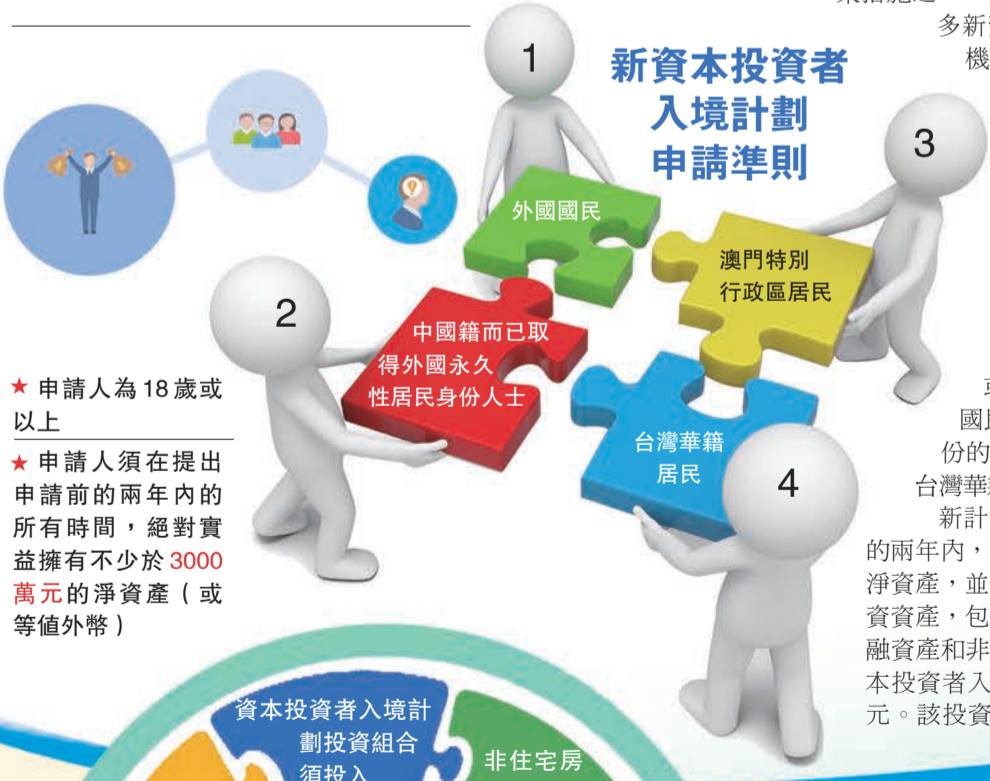 新資本投資者
入境計劃
申請準則
1
外國國民
2
中國籍而已取
得外國永久
性居民身份人士
3
澳門特別
行政區居民
4
台灣華籍
居民
★ 申請人為18歲或
以上
★ 申請人須在提出
申請前的兩年內的
所有時間，絕對實
益擁有不少於3000
萬元的淨資產（或
等值外幣）
資本投資者入境計
劃投資組合
須投入
非住宅房
多新
機
國
份的
台灣華
新計
的兩年內，
淨資產，並
資資產，包
融資產和非
本投資者入
元。該投資